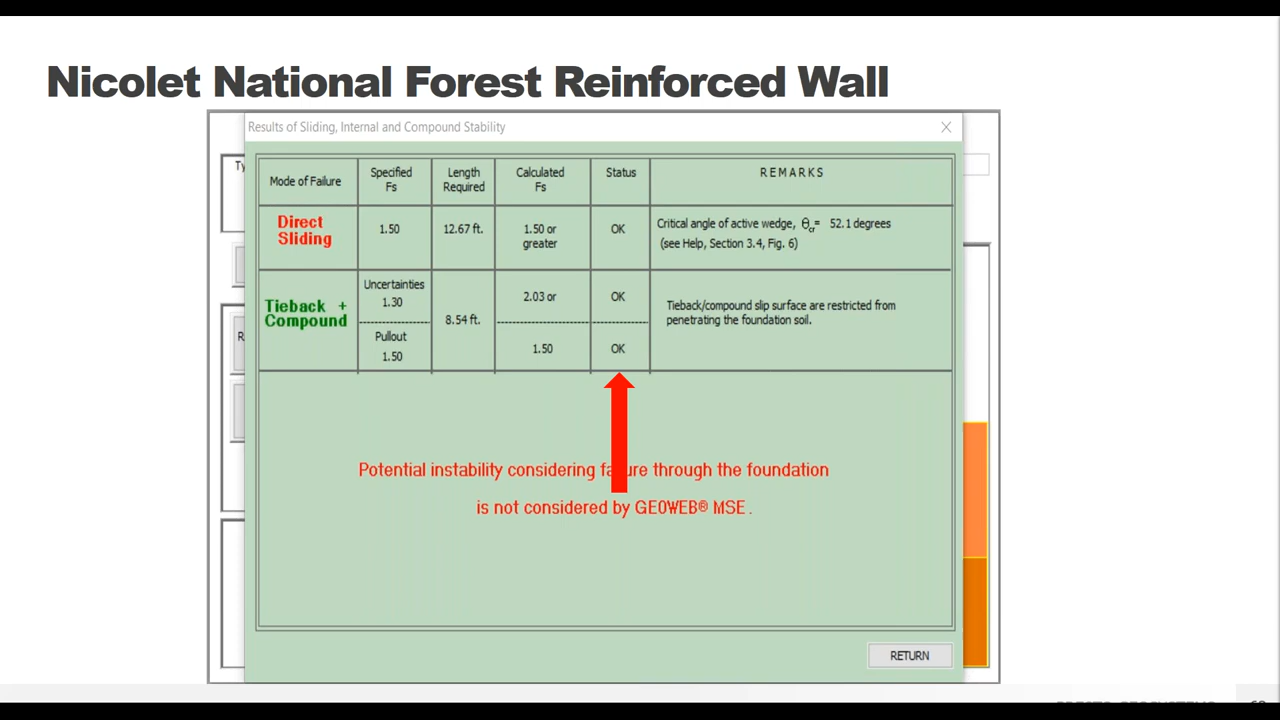 Nicolet National Forest Reinforced Wall
Results of Sliding, Internal and Compound Stability
Ty
Mode of Failure
Specified
Fs
Length
Required
Calculated
Fs
Status
REMARKS
Direct
Sliding
1.50
12.67 ft.
1.50 or
greater
OK
Critical angle of active wedge, θcr= 52.1 degrees
(see Help, Section 3.4, Fig. 6)
Tieback +
Compound
Uncertainties
1.30
Pullout
1.50
8.54 ft.
2.03 or
1.50
OK
OK
Tieback/compound slip surface are restricted from
penetrating the foundation soil.
R
Potential instability considering failure through the foundation
is not considered by GEOWEB® MSE.
RETURN